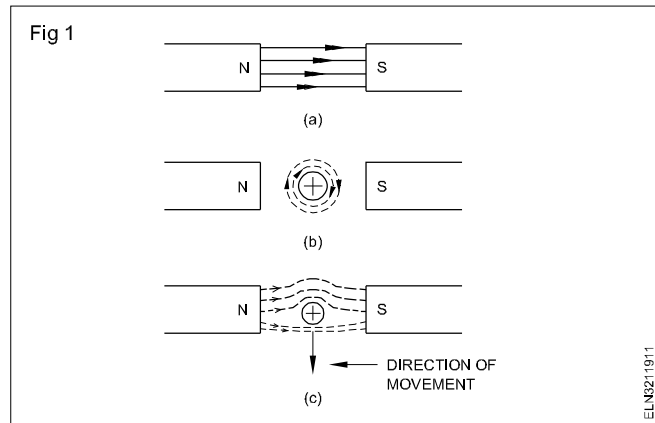 Fig 1
N S
(a)
N S
(b)
N S
DIRECTION OF
MOVEMENT
(c)
ELN3211911